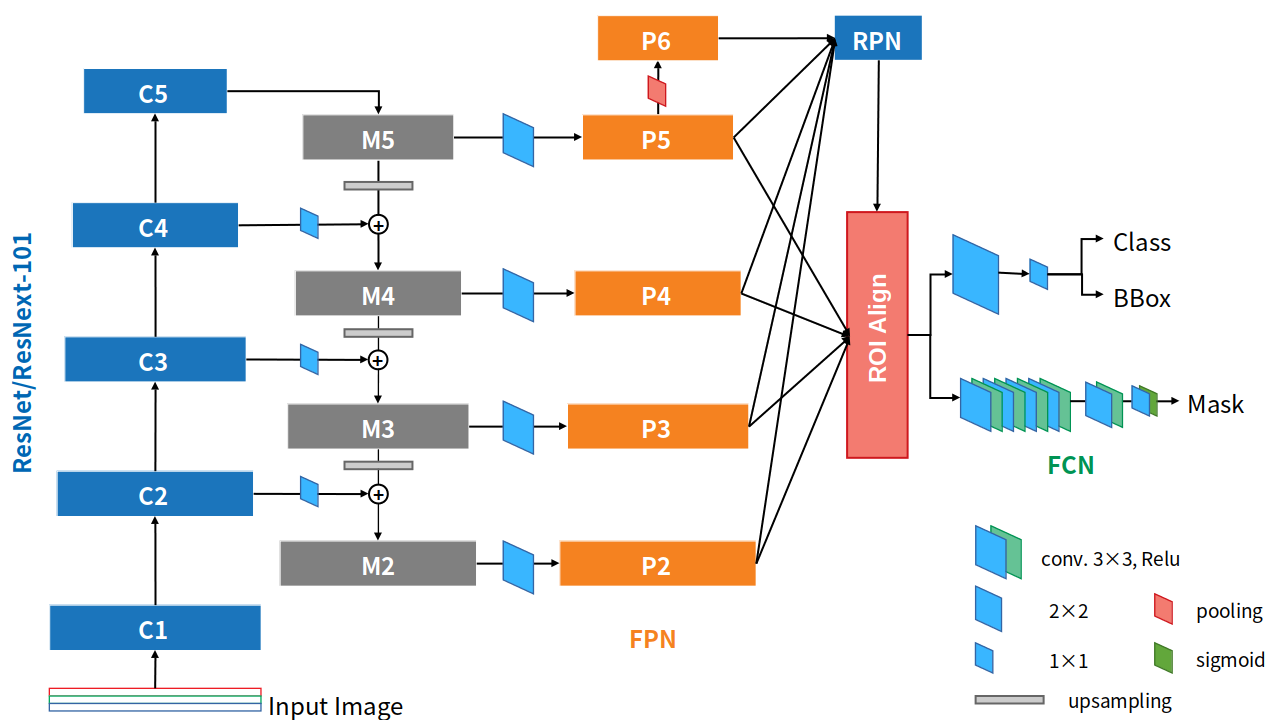 P6
RPN
C5
M5
P5
C4
Class
BBox
M4
P4
ROI Align
ResNet/ResNext-101
C3
M3
P3
Mask
FCN
C2
M2
P2
conv. 3×3, Relu
2×2
pooling
C1
FPN
1×1
sigmoid
upsampling
Input Image
+
+
+